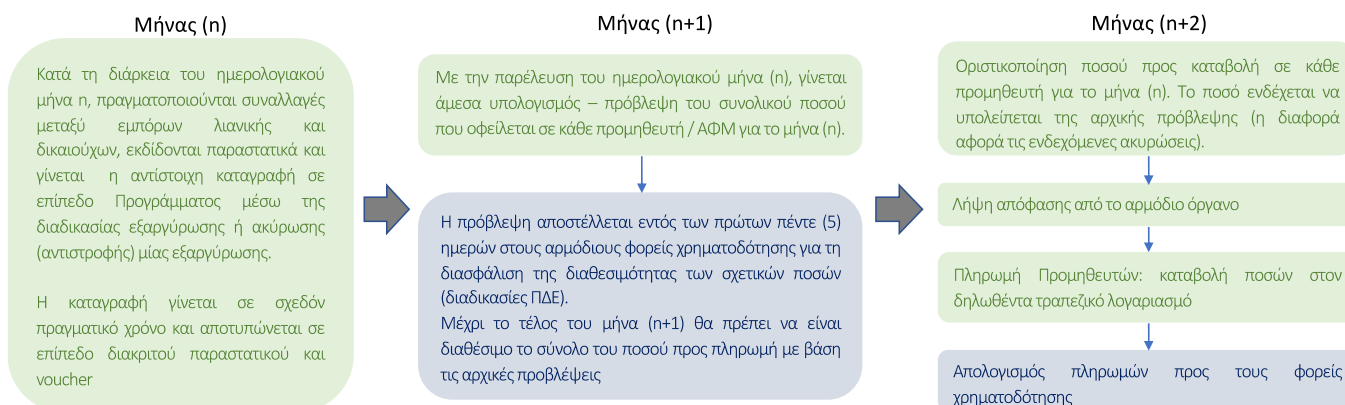 Μήνας (n)
Κατά τη διάρκεια του ημερολογιακού
μήνα n, πραγματοποιούνται συναλλαγές
μεταξύ εμπόρων λιανικής και
δικαιούχων, εκδίδονται παραστατικά και
γίνεται η αντίστοιχη καταγραφή σε
επίπεδο Προγράμματος μέσω της
διαδικασίας εξαργύρωσης ή ακύρωσης
(αντιστροφής) μίας εξαργύρωσης.
Η καταγραφή γίνεται σε σχεδόν
πραγματικό χρόνο και αποτυπώνεται σε
επίπεδο διακριτού παραστατικού και
voucher
Μήνας (n+1)
Με την παρέλευση του ημερολογιακού μήνα (n), γίνεται
άμεσα υπολογισμός – πρόβλεψη του συνολικού ποσού
που οφείλεται σε κάθε προμηθευτή / ΑΦΜ για το μήνα (n).
Η πρόβλεψη αποστέλλεται εντός των πρώτων πέντε (5)
ημερών στους αρμόδιους φορείς χρηματοδότησης για τη
διασφάλιση της διαθεσιμότητας των σχετικών ποσών
(διαδικασίες ΠΔΕ).
Μέχρι το τέλος του μήνα (n+1) θα πρέπει να είναι
διαθέσιμο το σύνολο του ποσού προς πληρωμή με βάση
τις αρχικές προβλέψεις
Μήνας (n+2)
Οριστικοποίηση ποσού προς καταβολή σε κάθε
προμηθευτή για το μήνα (n). Το ποσό ενδέχεται να
υπολείπεται της αρχικής πρόβλεψης (η διαφορά
αφορά τις ενδεχόμενες ακυρώσεις).
Λήψη απόφασης από το αρμόδιο όργανο
Πληρωμή Προμηθευτών: καταβολή ποσών στον
δηλωθέντα τραπεζικό λογαριασμό
Απολογισμός πληρωμών προς τους φορείς
χρηματοδότησης